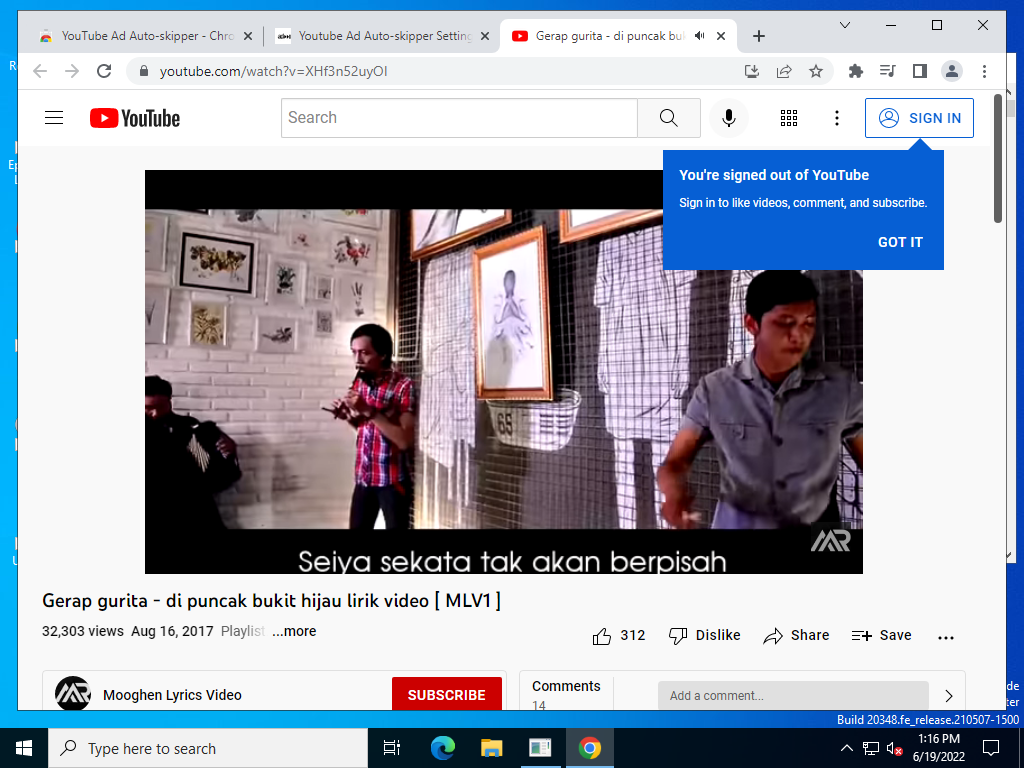 YouTube Ad Auto-skipper - Chro
Youtube Ad Auto-skipper Setting
Gerap gurita - di puncak bu
youtube.com/watch?v=XHf3n52uyOI
YouTube
Search
SIGN IN
You're signed out of YouTube
Sign in to like videos, comment, and subscribe.
GOT IT
65
MR
Seiya sekata tak akan berpisah
Gerap gurita - di puncak bukit hijau lirik video [ MLV1 ]
32,303 views Aug 16, 2017 Playlist ...more
312 Dislike Share Save
Mooghen Lyrics Video
SUBSCRIBE
Comments
14
Add a comment...
Build 20348.fe_release.210507-1500
Type here to search
1:16 PM
6/19/2022